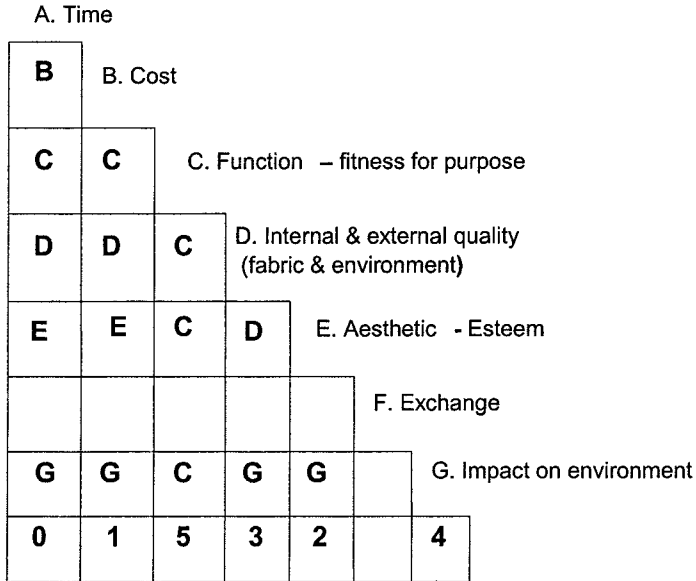 A. Time
B
B. Cost
C C
C. Function – fitness for purpose
D D C
D. Internal & external quality
(fabric & environment)
E E C D
E. Aesthetic - Esteem
F. Exchange
G G C G G
G. Impact on environment
0 1 5 3 2 4